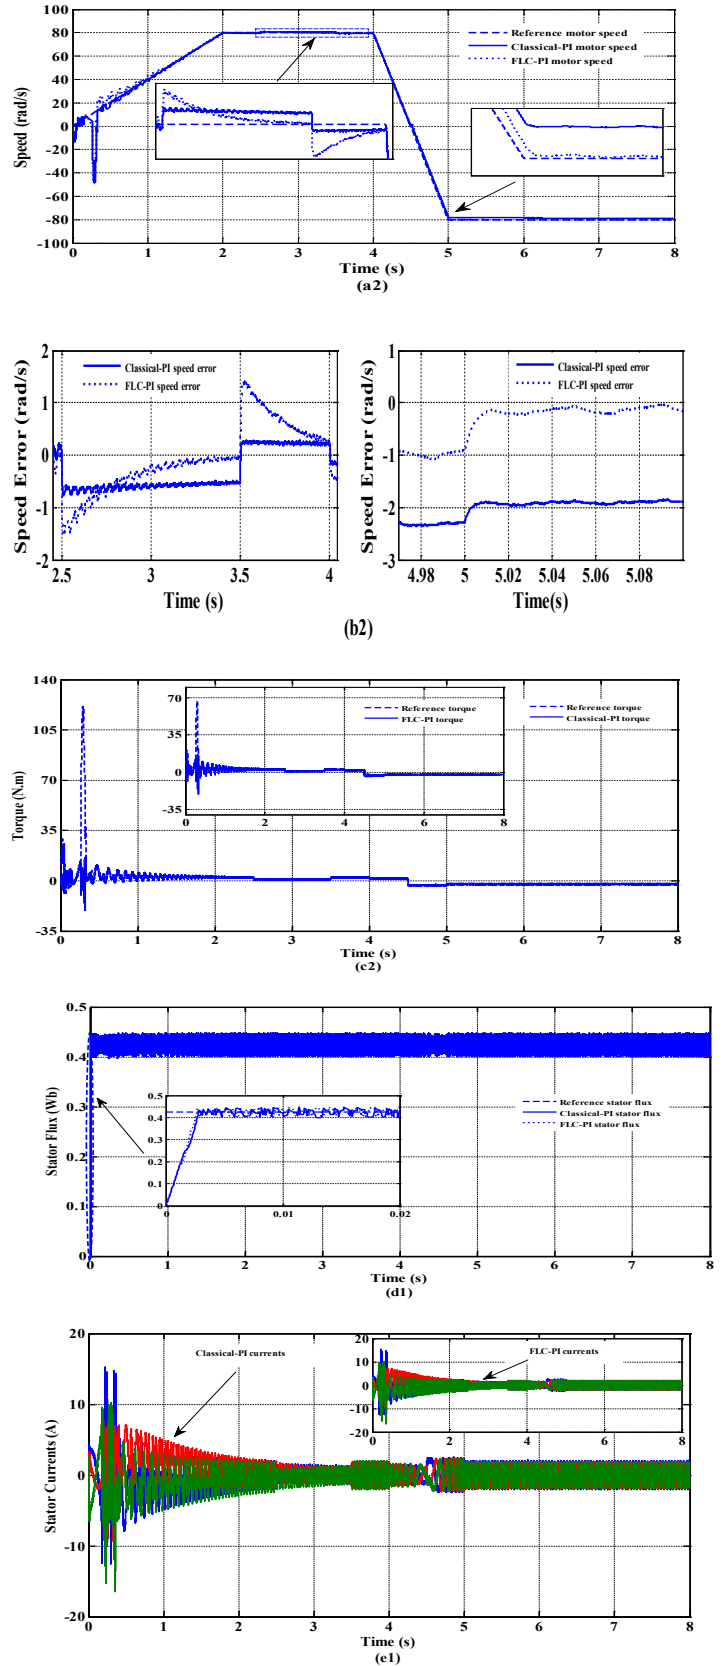 100
80
60
40
20
0
-20
-40
-60
-80
-100
Speed (rad/s)
Reference motor speed
Classical-PI motor speed
FLC-PI motor speed
0 1 2 3 4 5 6 7 8
Time (s)
(a2)
2
1
0
-1
-2
Speed Error (rad/s)
Classical-PI speed error
FLC-PI speed error
2.5 3 3.5 4
Time (s)
1
0
-1
-2
-3
Speed Error (rad/s)
Classical-PI speed error
FLC-PI speed error
4.98 5 5.02 5.04 5.06 5.08
Time(s)
(b2)
140
105
70
35
0
-35
Torque (N.m)
70
35
0
-35
Reference torque
FLC-PI torque
0 2 4 6 8
Reference torque
Classical-PI torque
0 1 2 3 4 5 6 7 8
Time (s)
(c2)
0.5
0.4
0.3
0.2
0.1
0
Stator Flux (Wb)
0.5
0.4
0.3
0.2
0.1
0
0 0.01 0.02
Reference stator flux
Classical-PI stator flux
FLC-PI stator flux
0 1 2 3 4 5 6 7 8
Time (s)
(d1)
20
10
0
-10
-20
Stator Currents (A)
Classical-PI currents
20
10
0
-10
-20
FLC-PI currents
0 2 4 6 8
0 1 2 3 4 5 6 7 8
Time (s)
(e1)